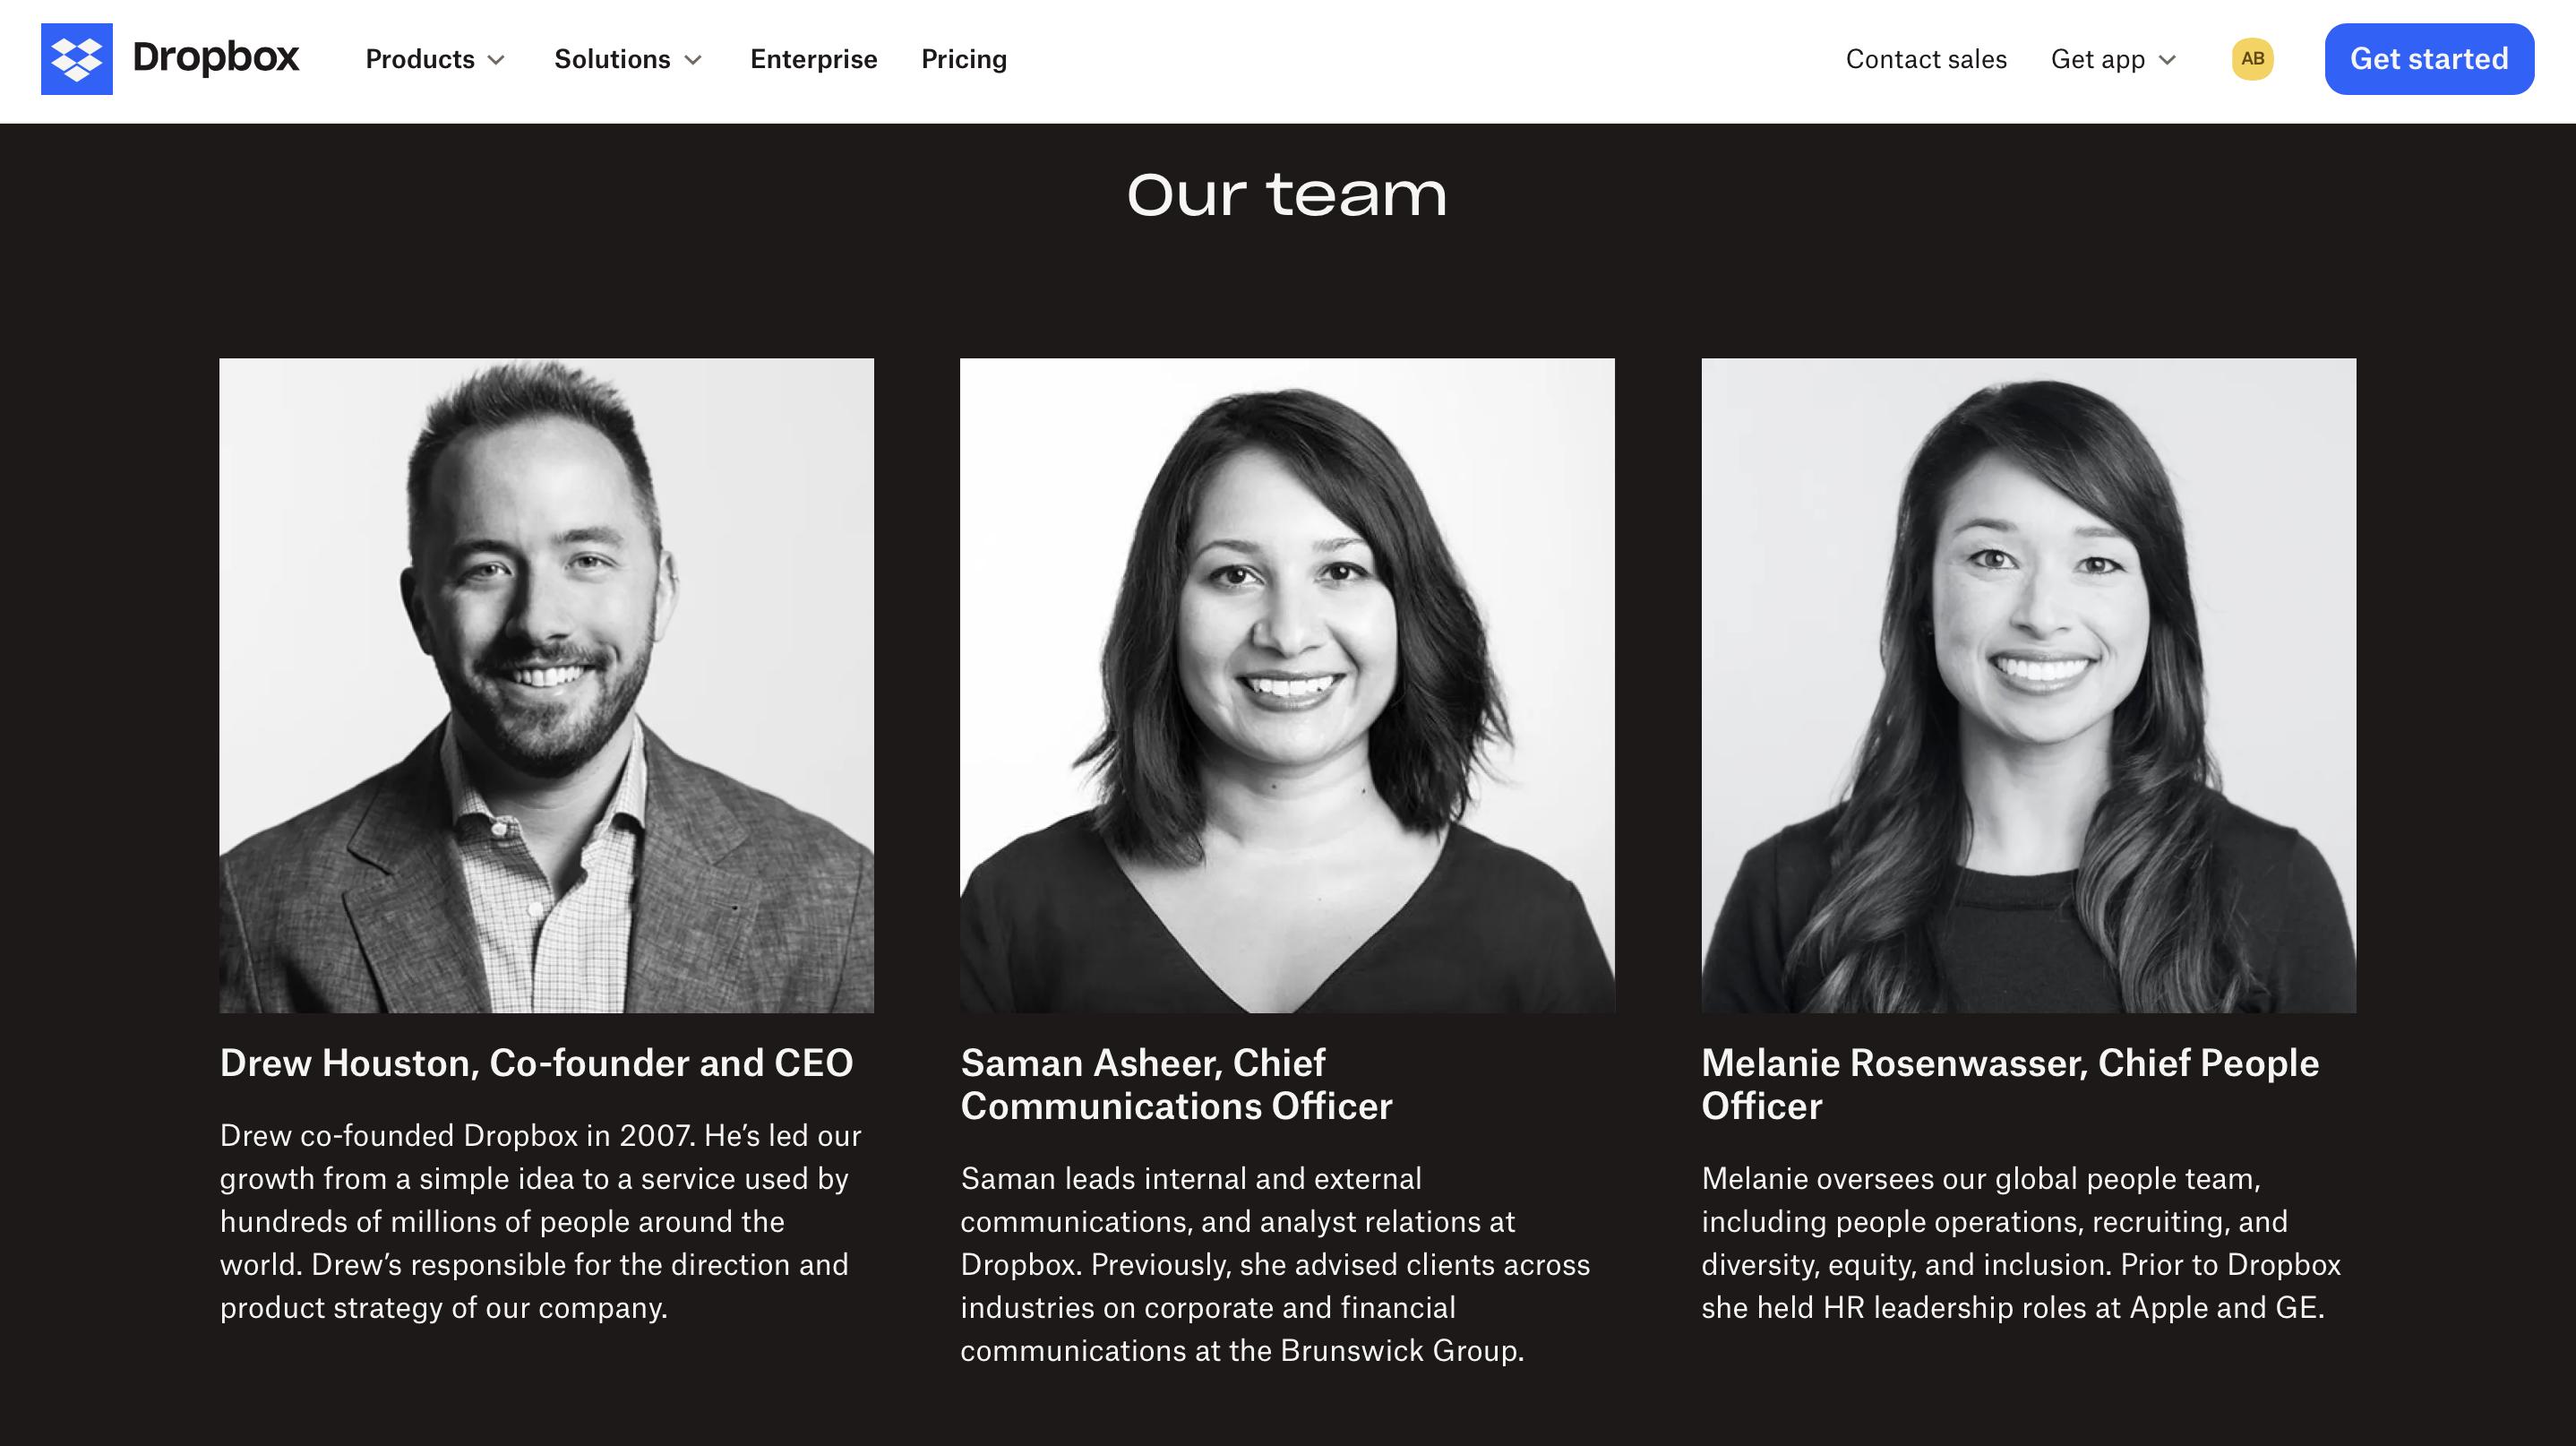 Dropbox
Products
Solutions
Enterprise
Pricing
Contact sales
Get app
AB
Get started
Our team
Drew Houston, Co-founder and CEO
Drew co-founded Dropbox in 2007. He’s led our
growth from a simple idea to a service used by
hundreds of millions of people around the
world. Drew’s responsible for the direction and
product strategy of our company.
Saman Asheer, Chief
Communications Officer
Saman leads internal and external
communications, and analyst relations at
Dropbox. Previously, she advised clients across
industries on corporate and financial
communications at the Brunswick Group.
Melanie Rosenwasser, Chief People
Officer
Melanie oversees our global people team,
including people operations, recruiting, and
diversity, equity, and inclusion. Prior to Dropbox
she held HR leadership roles at Apple and GE.